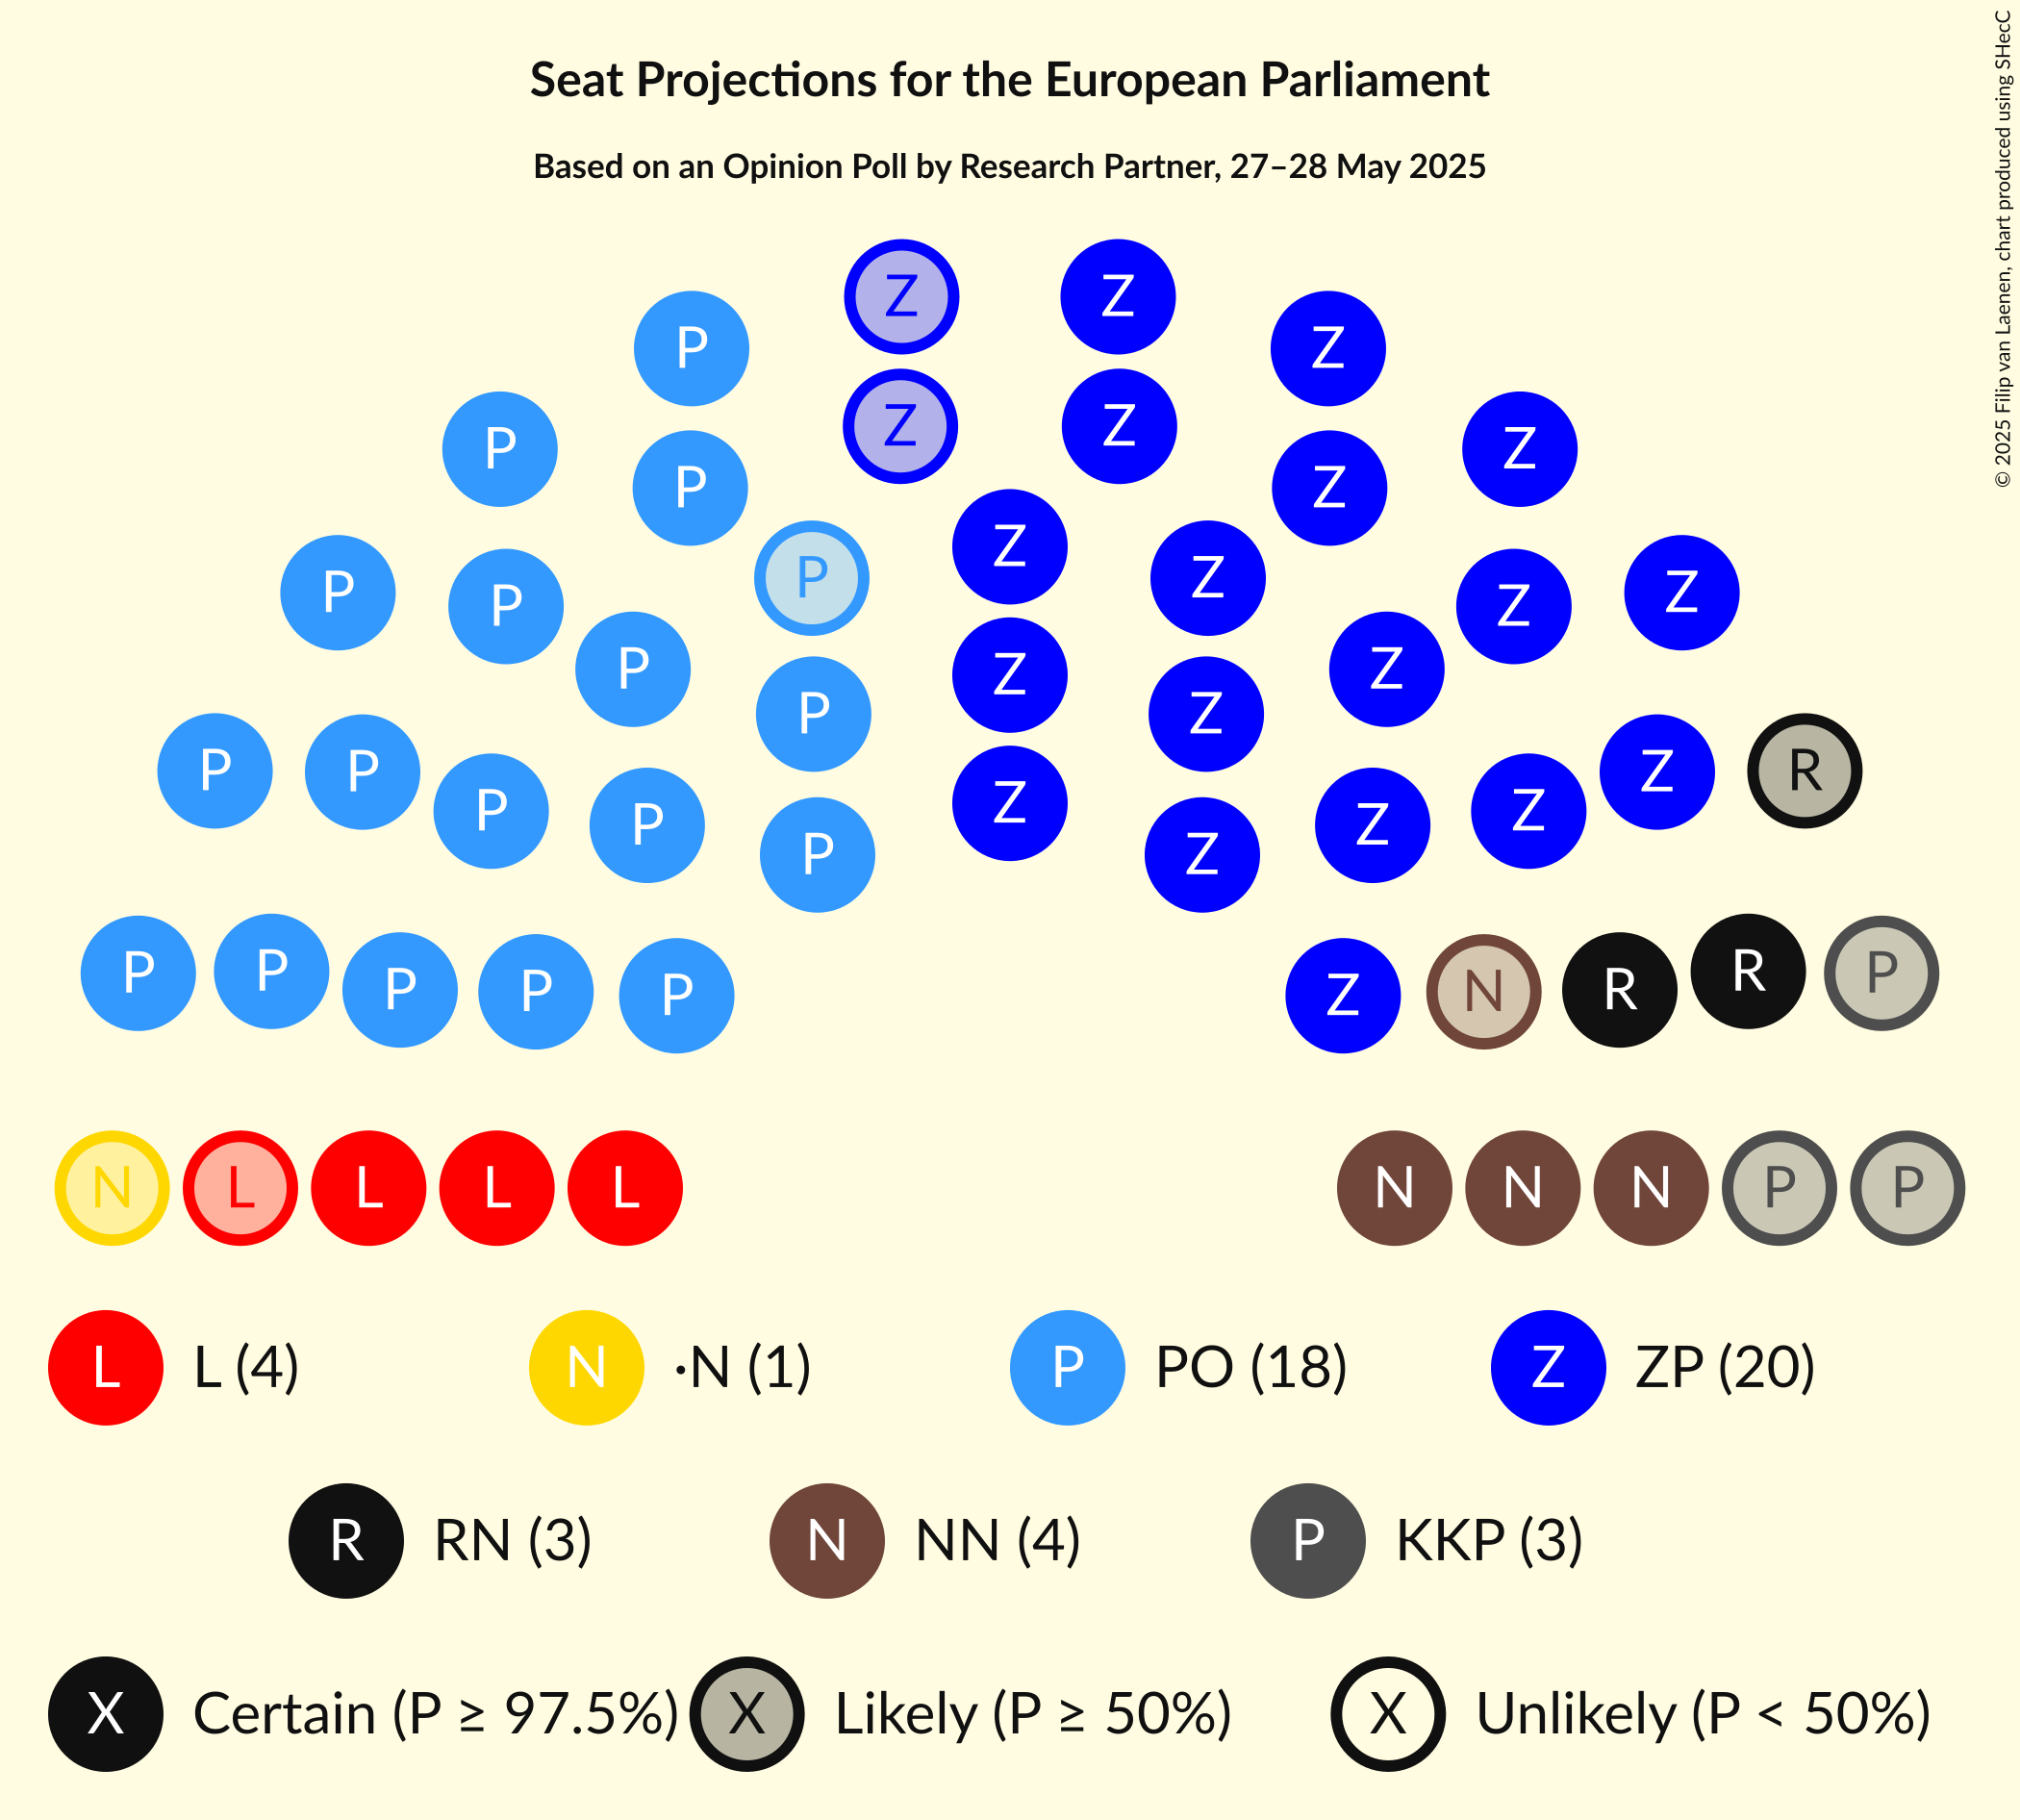 Seat Projections for the European Parliament
Based on an Opinion Poll by Research Partner, 27–28 May 2025
© 2025 Filip van Laenen, chart produced using SHecC
Z Z
P Z
P Z
Z Z
P Z
Z
P Z Z
P P Z Z
P Z
Z
P Z Z
P P Z R
P Z
P Z
P Z
P P R R P
P P P Z N
N L L L L N N N P P
L L (4) N ·N (1) P PO (18) Z ZP (20)
R RN (3) N NN (4) P KKP (3)
X Certain (P ≥ 97.5%) X Likely (P ≥ 50%) X Unlikely (P < 50%)